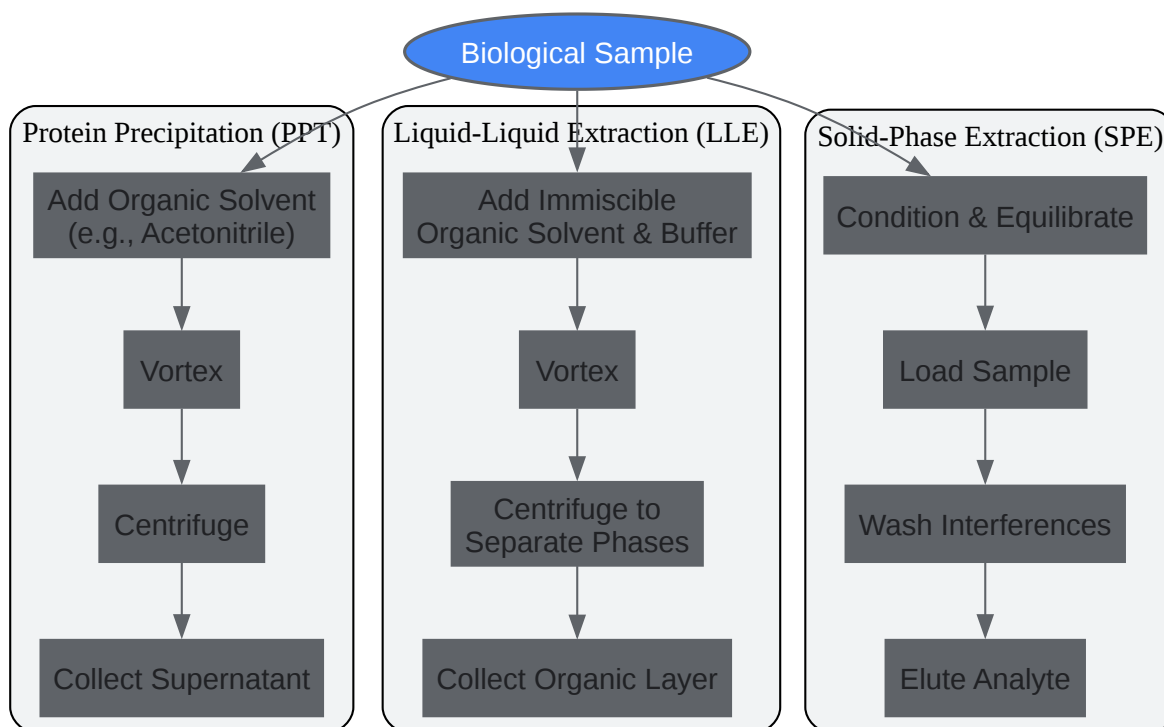 Biological Sample
Protein Precipitation (PPT)
Add Organic Solvent
(e.g., Acetonitrile)
Vortex
Centrifuge
Collect Supernatant
Liquid-Liquid Extraction (LLE)
Add Immiscible
Organic Solvent & Buffer
Vortex
Centrifuge to
Separate Phases
Collect Organic Layer
Solid-Phase Extraction (SPE)
Condition & Equilibrate
Load Sample
Wash Interferences
Elute Analyte